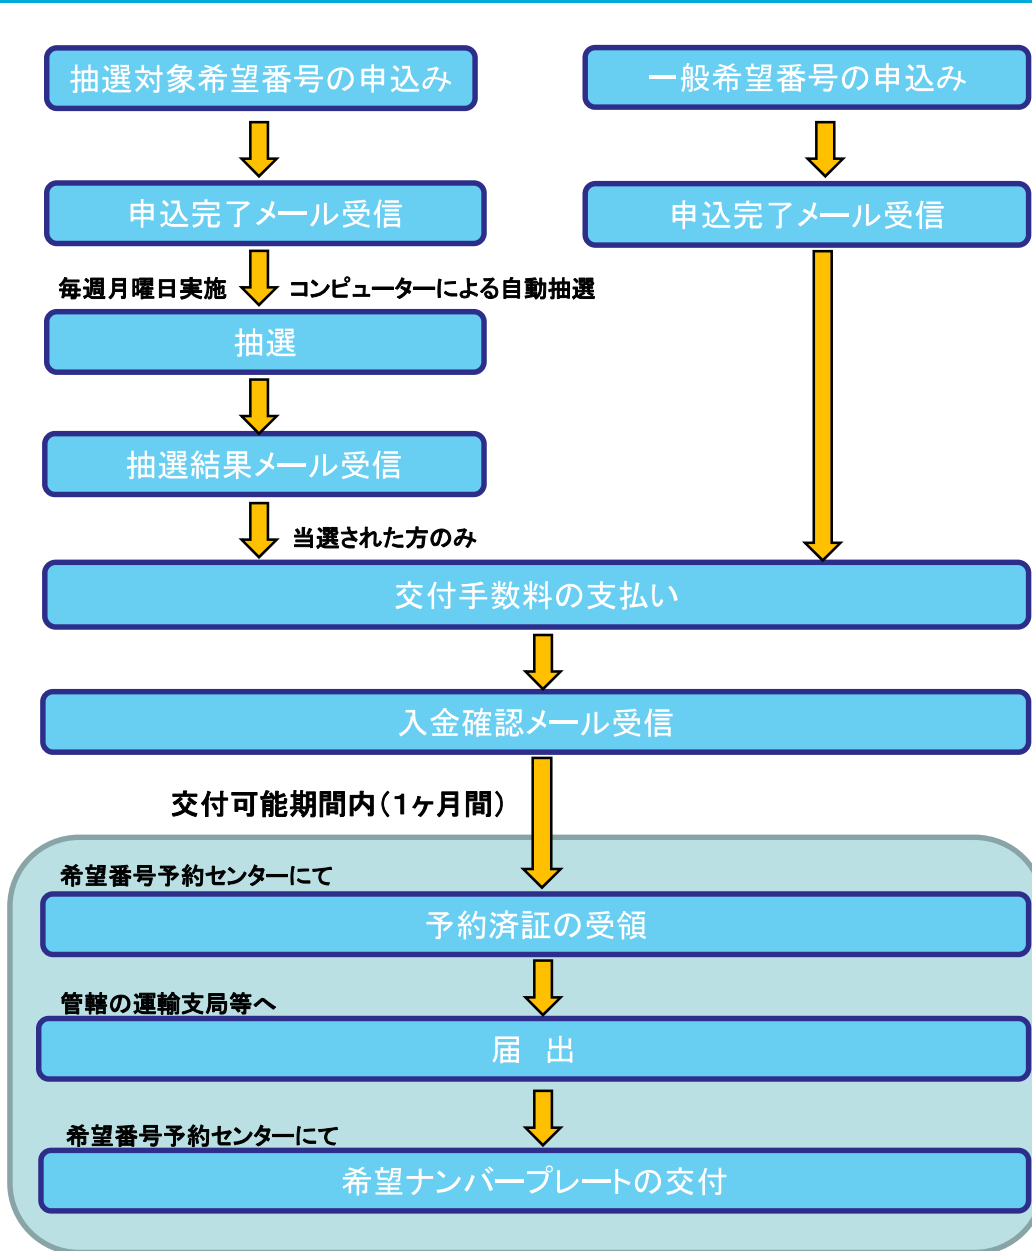 抽選対象希望番号の申込み
一般希望番号の申込み
申込完了メール受信
申込完了メール受信
毎週月曜日実施
コンピューターによる自動抽選
抽選
抽選結果メール受信
当選された方のみ
交付手数料の支払い
入金確認メール受信
交付可能期間内（1ヶ月間）
希望番号予約センターにて
予約済証の受領
管轄の運輸支局等へ
届　出
希望番号予約センターにて
希望ナンバープレートの交付